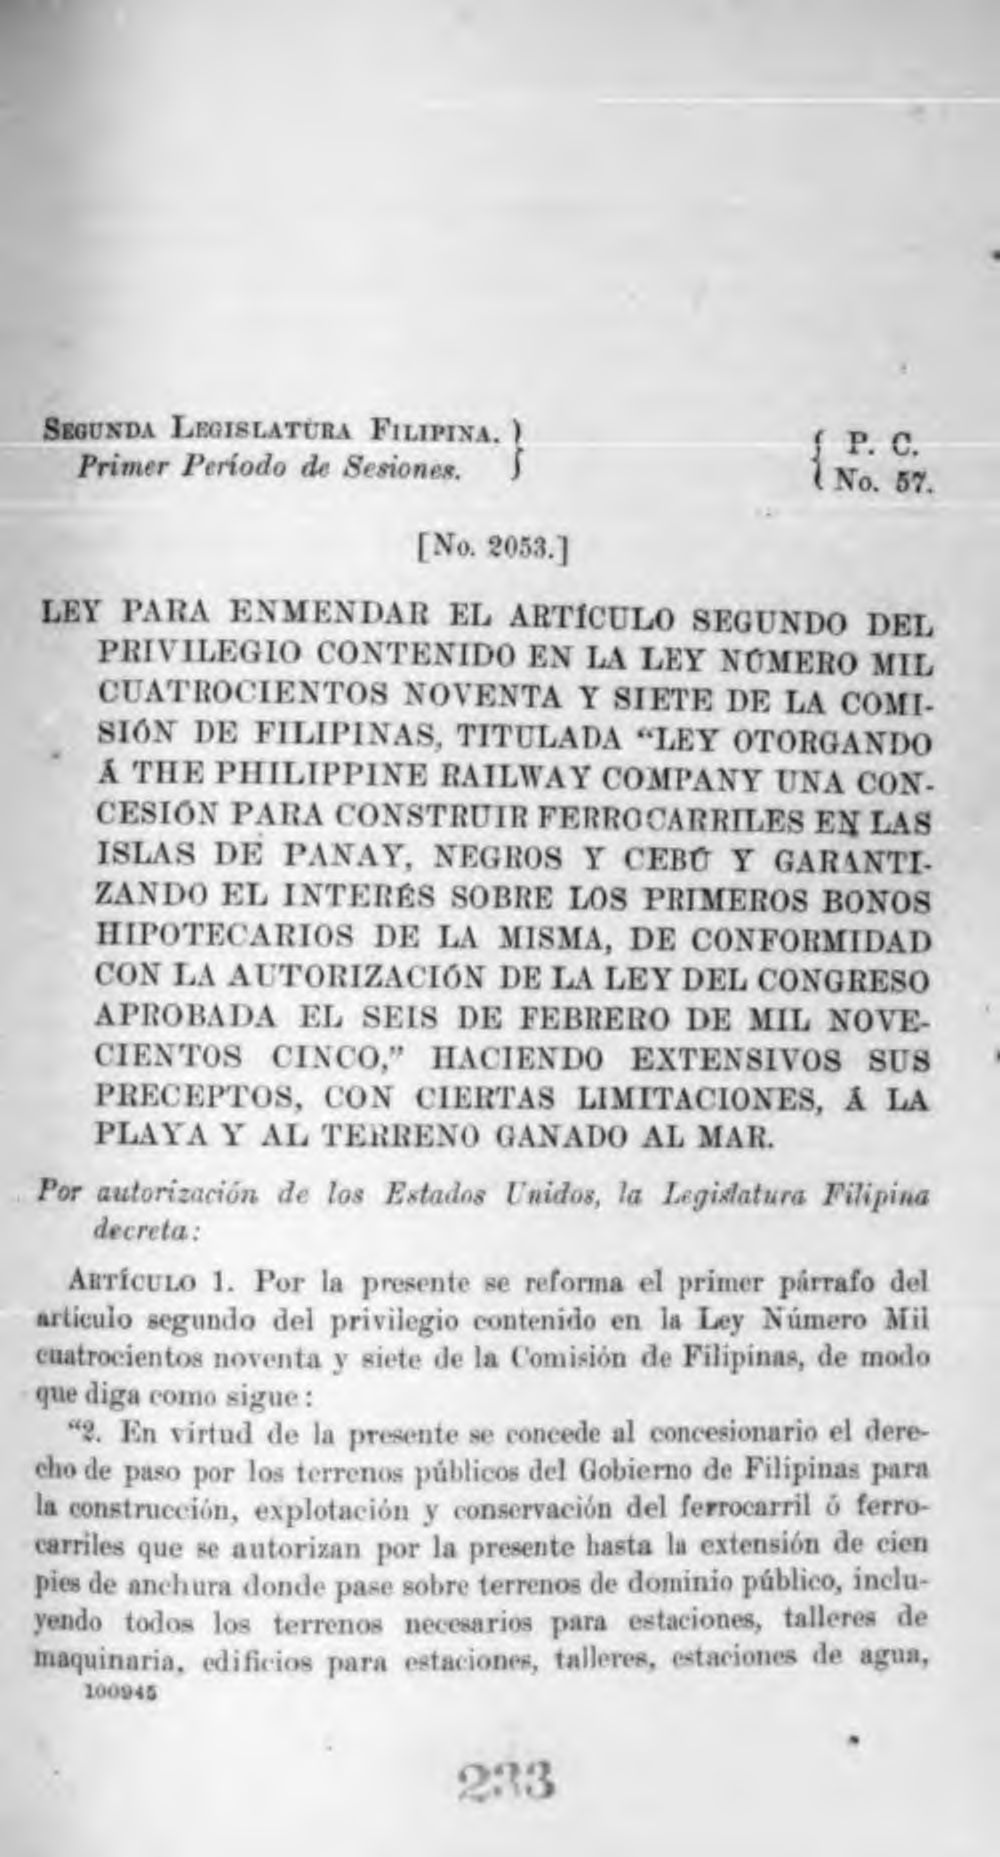 SEGUNDA LEGISLATURA FILIPINA. } { P. C.
Primer Período de Sesiones. } { No. 57.
[No. 2053.]
LEY PARA ENMENDAR EL ARTÍCULO SEGUNDO DEL
PRIVILEGIO CONTENIDO EN LA LEY NÚMERO MIL
CUATROCIENTOS NOVENTA Y SIETE DE LA COMI-
SIÓN DE FILIPINAS, TITULADA “LEY OTORGANDO
Á THE PHILIPPINE RAILWAY COMPANY UNA CON-
CESIÓN PARA CONSTRUIR FERROCARRILES EN LAS
ISLAS DE PANAY, NEGROS Y CEBÚ Y GARANTI-
ZANDO EL INTERÉS SOBRE LOS PRIMEROS BONOS
HIPOTECARIOS DE LA MISMA, DE CONFORMIDAD
CON LA AUTORIZACIÓN DE LA LEY DEL CONGRESO
APROBADA EL SEIS DE FEBRERO DE MIL NOVE-
CIENTOS CINCO,” HACIENDO EXTENSIVOS SUS
PRECEPTOS, CON CIERTAS LIMITACIONES, Á LA
PLAYA Y AL TERRENO GANADO AL MAR.
Por autorización de los Estados Unidos, la Legislatura Filipina
decreta:
ARTÍCULO 1. Por la presente se reforma el primer párrafo del
artículo segundo del privilegio contenido en la Ley Número Mil
cuatrocientos noventa y siete de la Comisión de Filipinas, de modo
que diga como sigue:
“2. En virtud de la presente se concede al concesionario el dere-
cho de paso por los terrenos públicos del Gobierno de Filipinas para
la construcción, explotación y conservación del ferrocarril ó ferro-
carriles que se autorizan por la presente hasta la extensión de cien
pies de anchura donde pase sobre terrenos de dominio público, inclu-
yendo todos los terrenos necesarios para estaciones, talleres de
maquinaria, edificios para estaciones, talleres, estaciones de agua,
100945
233